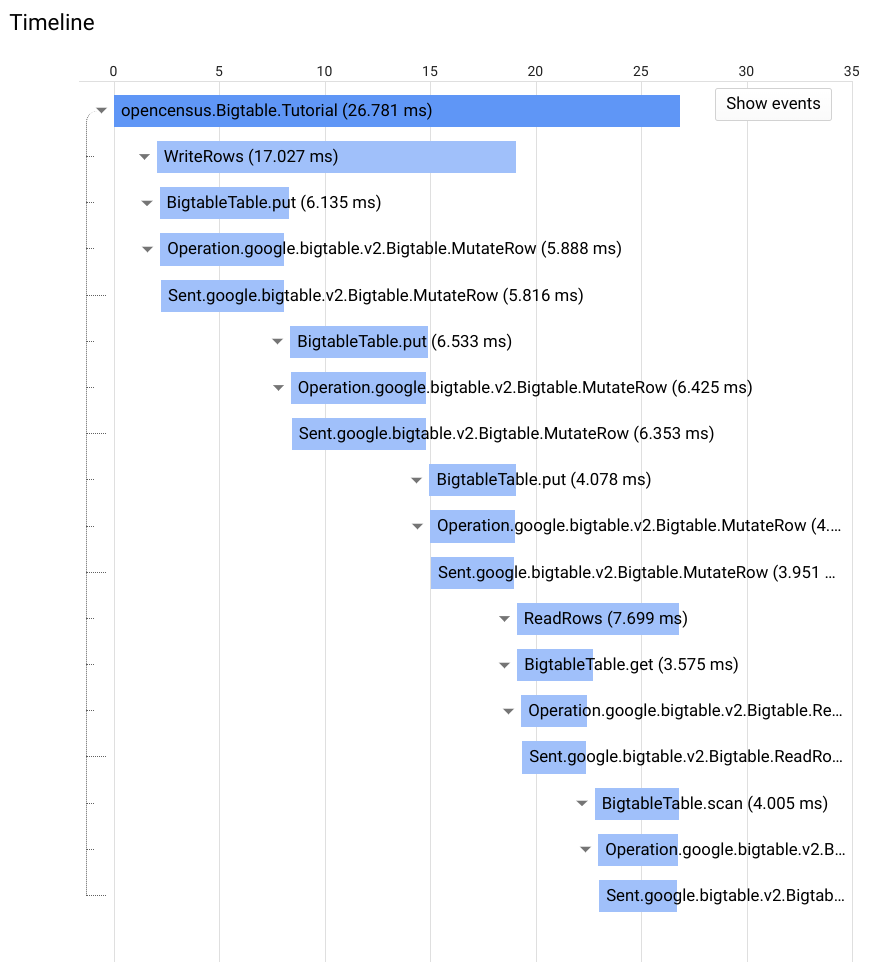 Timeline
0 5 10 15 20 25 30 35
opencensus.Bigtable.Tutorial (26.781 ms)
Show events
WriteRows (17.027 ms)
BigtableTable.put (6.135 ms)
Operation.google.bigtable.v2.Bigtable.MutateRow (5.888 ms)
Sent.google.bigtable.v2.Bigtable.MutateRow (5.816 ms)
BigtableTable.put (6.533 ms)
Operation.google.bigtable.v2.Bigtable.MutateRow (6.425 ms)
Sent.google.bigtable.v2.Bigtable.MutateRow (6.353 ms)
BigtableTable.put (4.078 ms)
Operation.google.bigtable.v2.Bigtable.MutateRow (4....
Sent.google.bigtable.v2.Bigtable.MutateRow (3.951 ...
ReadRows (7.699 ms)
BigtableTable.get (3.575 ms)
Operation.google.bigtable.v2.Bigtable.Re...
Sent.google.bigtable.v2.Bigtable.ReadRo...
BigtableTable.scan (4.005 ms)
Operation.google.bigtable.v2.B...
Sent.google.bigtable.v2.Bigtab...